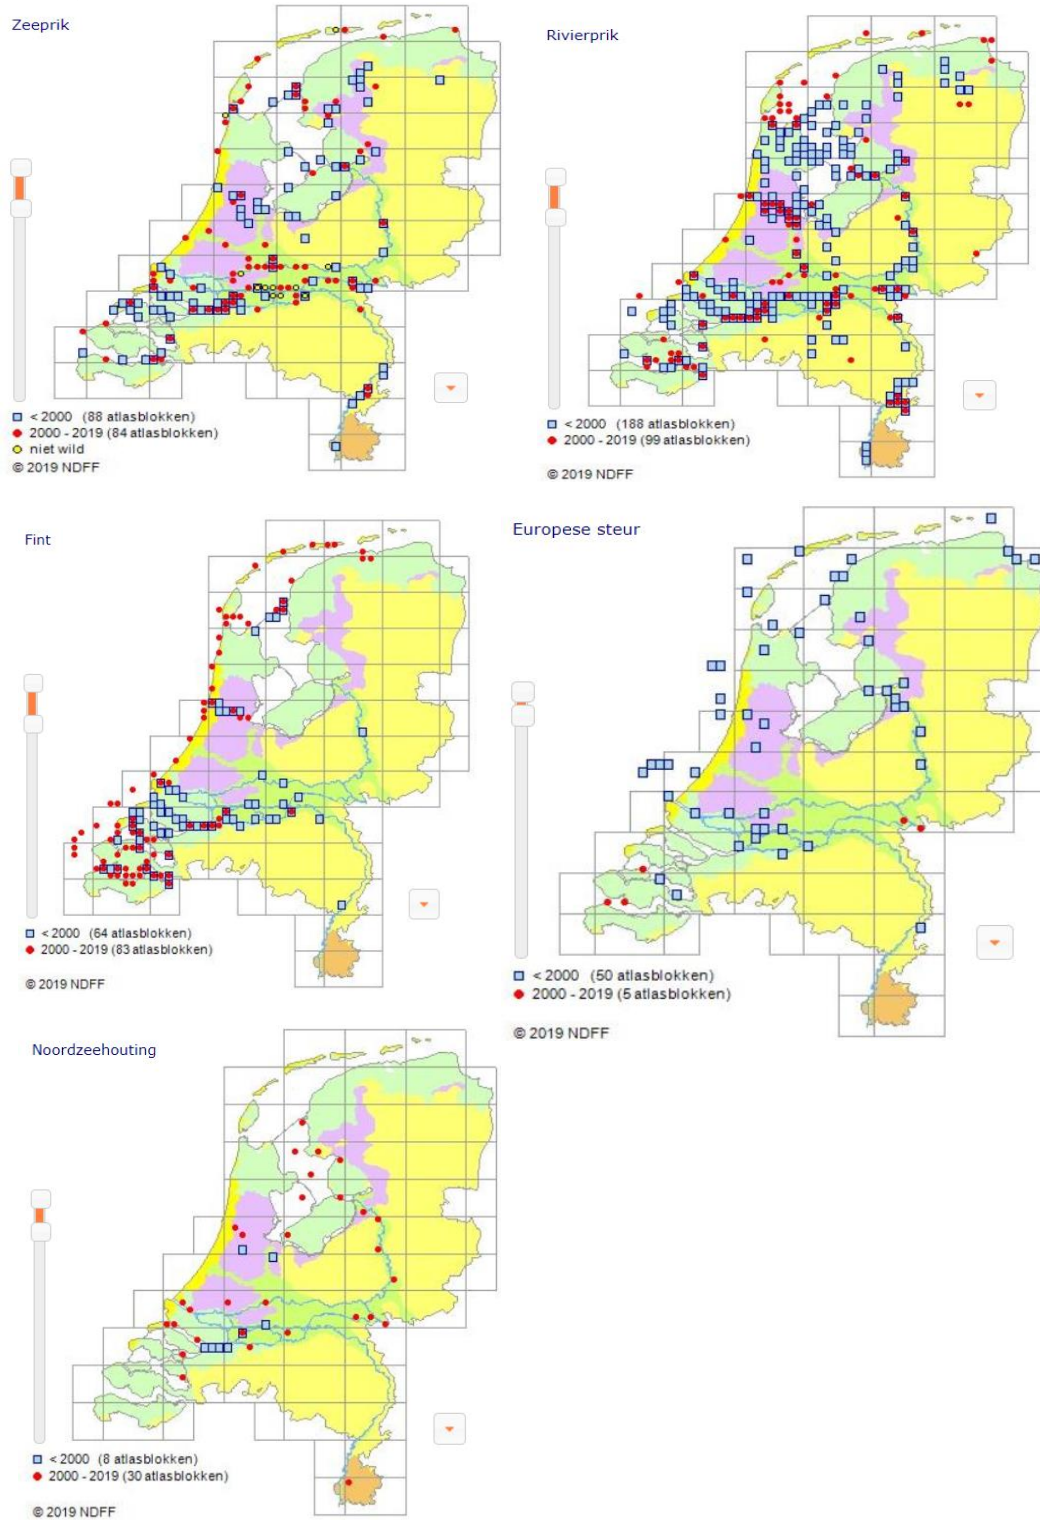 Zeeprik
< 2000 (88 atlasblokken)
2000 - 2019 (84 atlasblokken)
niet wild
© 2019 NDFF
Rivierprik
< 2000 (188 atlasblokken)
2000 - 2019 (99 atlasblokken)
© 2019 NDFF
Fint
< 2000 (64 atlasblokken)
2000 - 2019 (83 atlasblokken)
© 2019 NDFF
Europese steur
< 2000 (50 atlasblokken)
2000 - 2019 (5 atlasblokken)
© 2019 NDFF
Noordzeehouting
< 2000 (8 atlasblokken)
2000 - 2019 (30 atlasblokken)
© 2019 NDFF